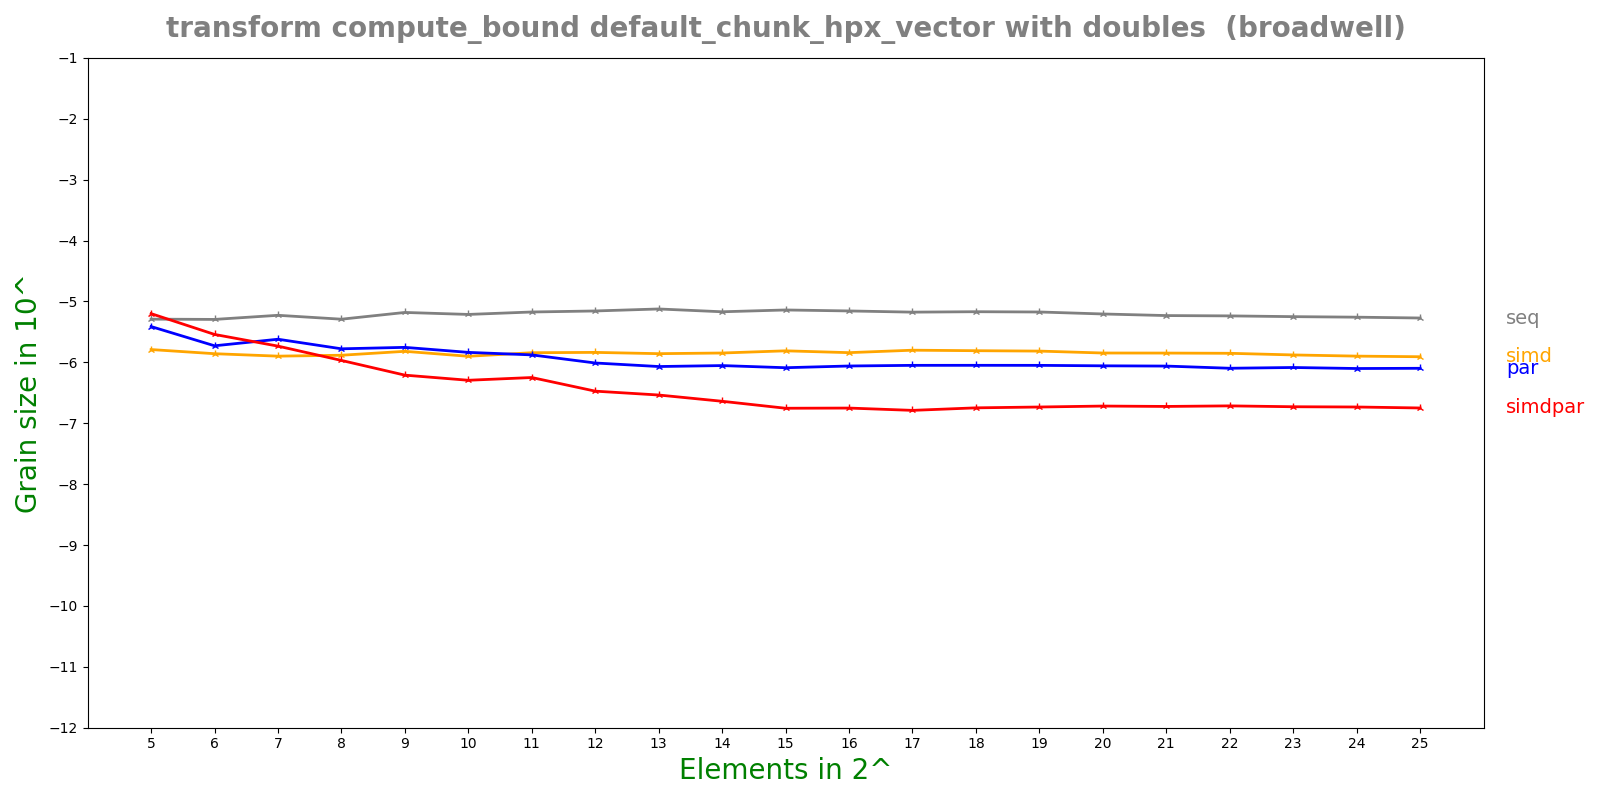 transform compute_bound default_chunk_hpx_vector with doubles (broadwell)
−1
−2
−3
−4
−5
−6
−7
−8
−9
−10
−11
−12
Grain size in 10^
seq
simd
par
simdpar
5 6 7 8 9 10 11 12 13 14 15 16 17 18 19 20 21 22 23 24 25
Elements in 2^